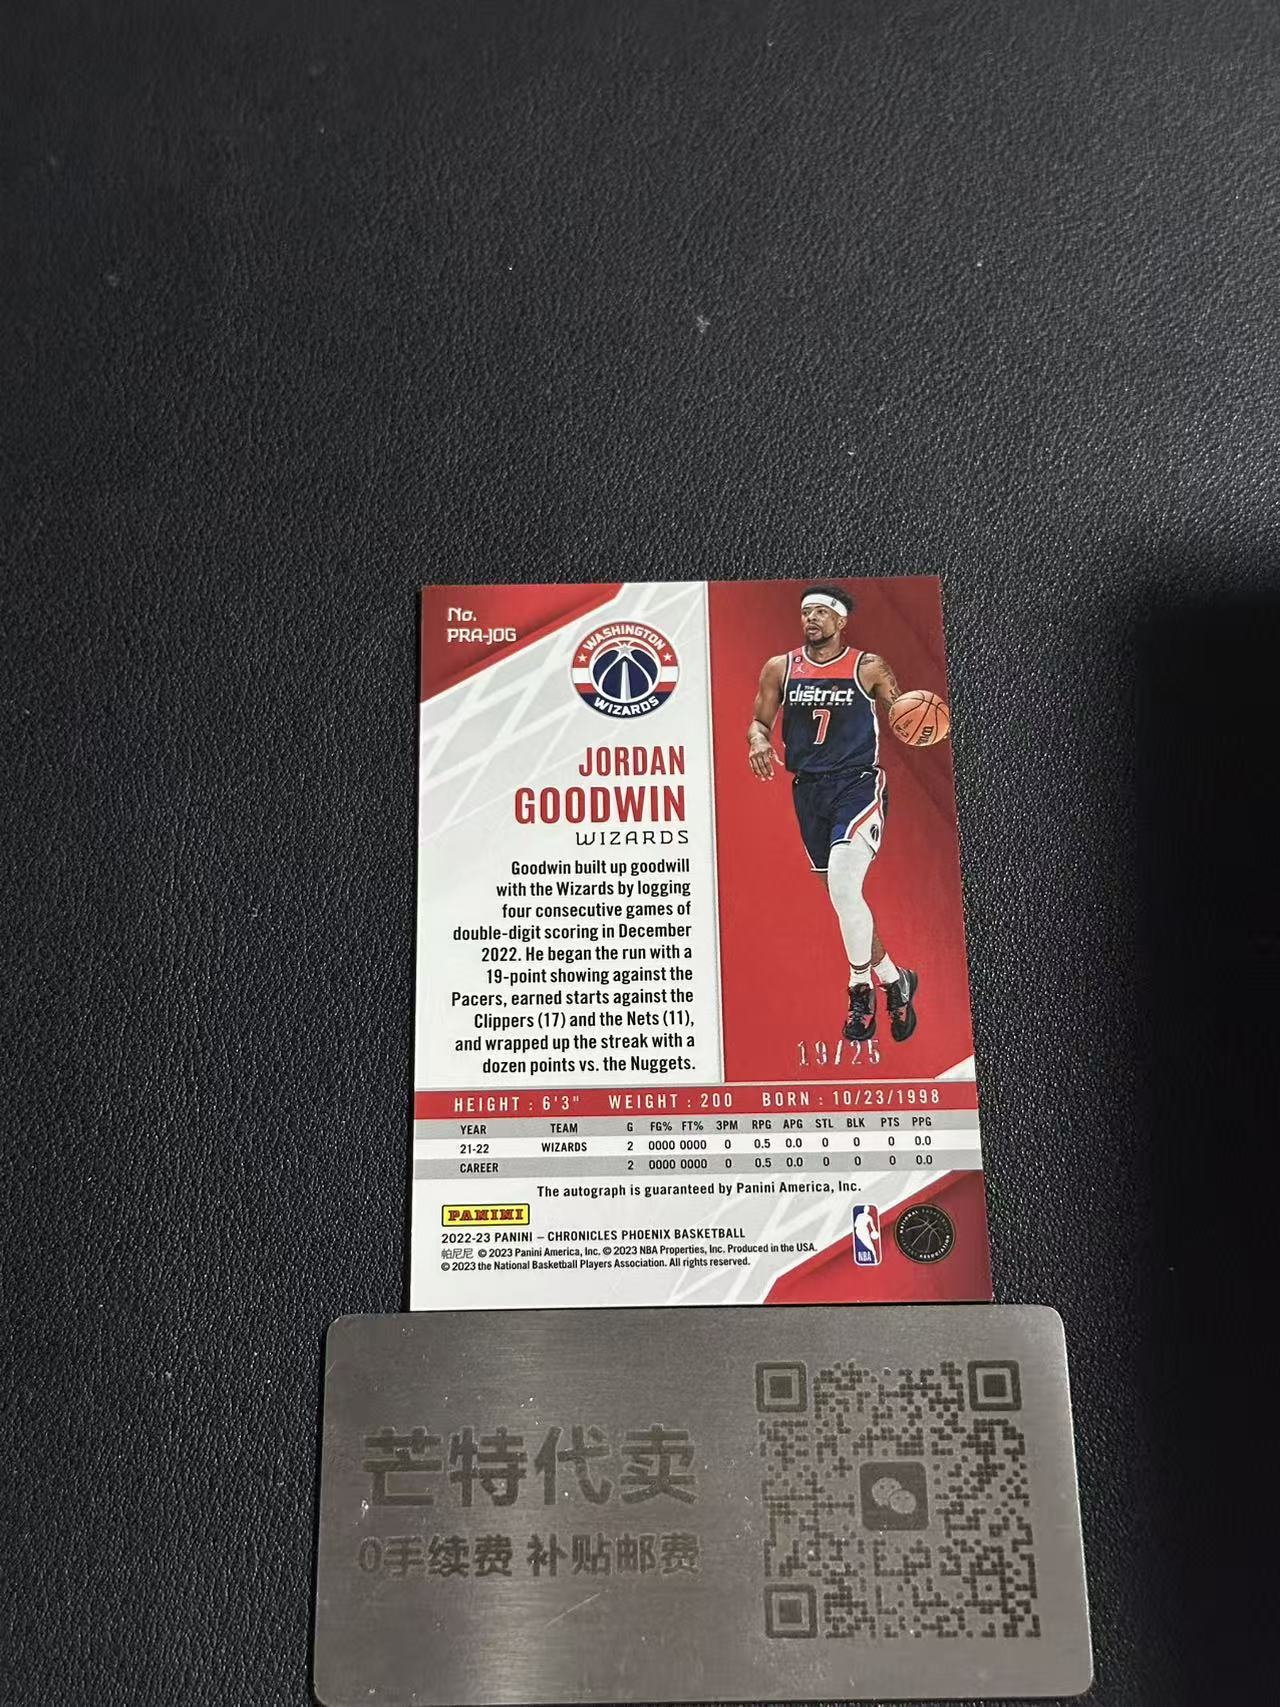 No.
PRA-JOG
WASHINGTON
WIZARDS
JORDAN
GOODWIN
WIZARDS
Goodwin built up goodwill
with the Wizards by logging
four consecutive games of
double-digit scoring in December
2022. He began the run with a
19-point showing against the
Pacers, earned starts against the
Clippers (17) and the Nets (11),
and wrapped up the streak with a
dozen points vs. the Nuggets.
6
THE
district
OF COLUMBIA
7
Wilson
19/25
HEIGHT : 6'3" WEIGHT : 200 BORN : 10/23/1998
YEAR TEAM G FG% FT% 3PM RPG APG STL BLK PTS PPG
21-22 WIZARDS 2 0000 0000 0 0.5 0.0 0 0 0 0.0
CAREER 2 0000 0000 0 0.5 0.0 0 0 0 0.0
The autograph is guaranteed by Panini America, Inc.
PANINI
2022-23 PANINI – CHRONICLES PHOENIX BASKETBALL
帕尼尼 © 2023 Panini America, Inc. © 2023 NBA Properties, Inc. Produced in the USA.
© 2023 the National Basketball Players Association. All rights reserved.
NBA
NATIONAL BASKETBALL
ASSOCIATION
芒特代卖
0手续费 补贴邮费